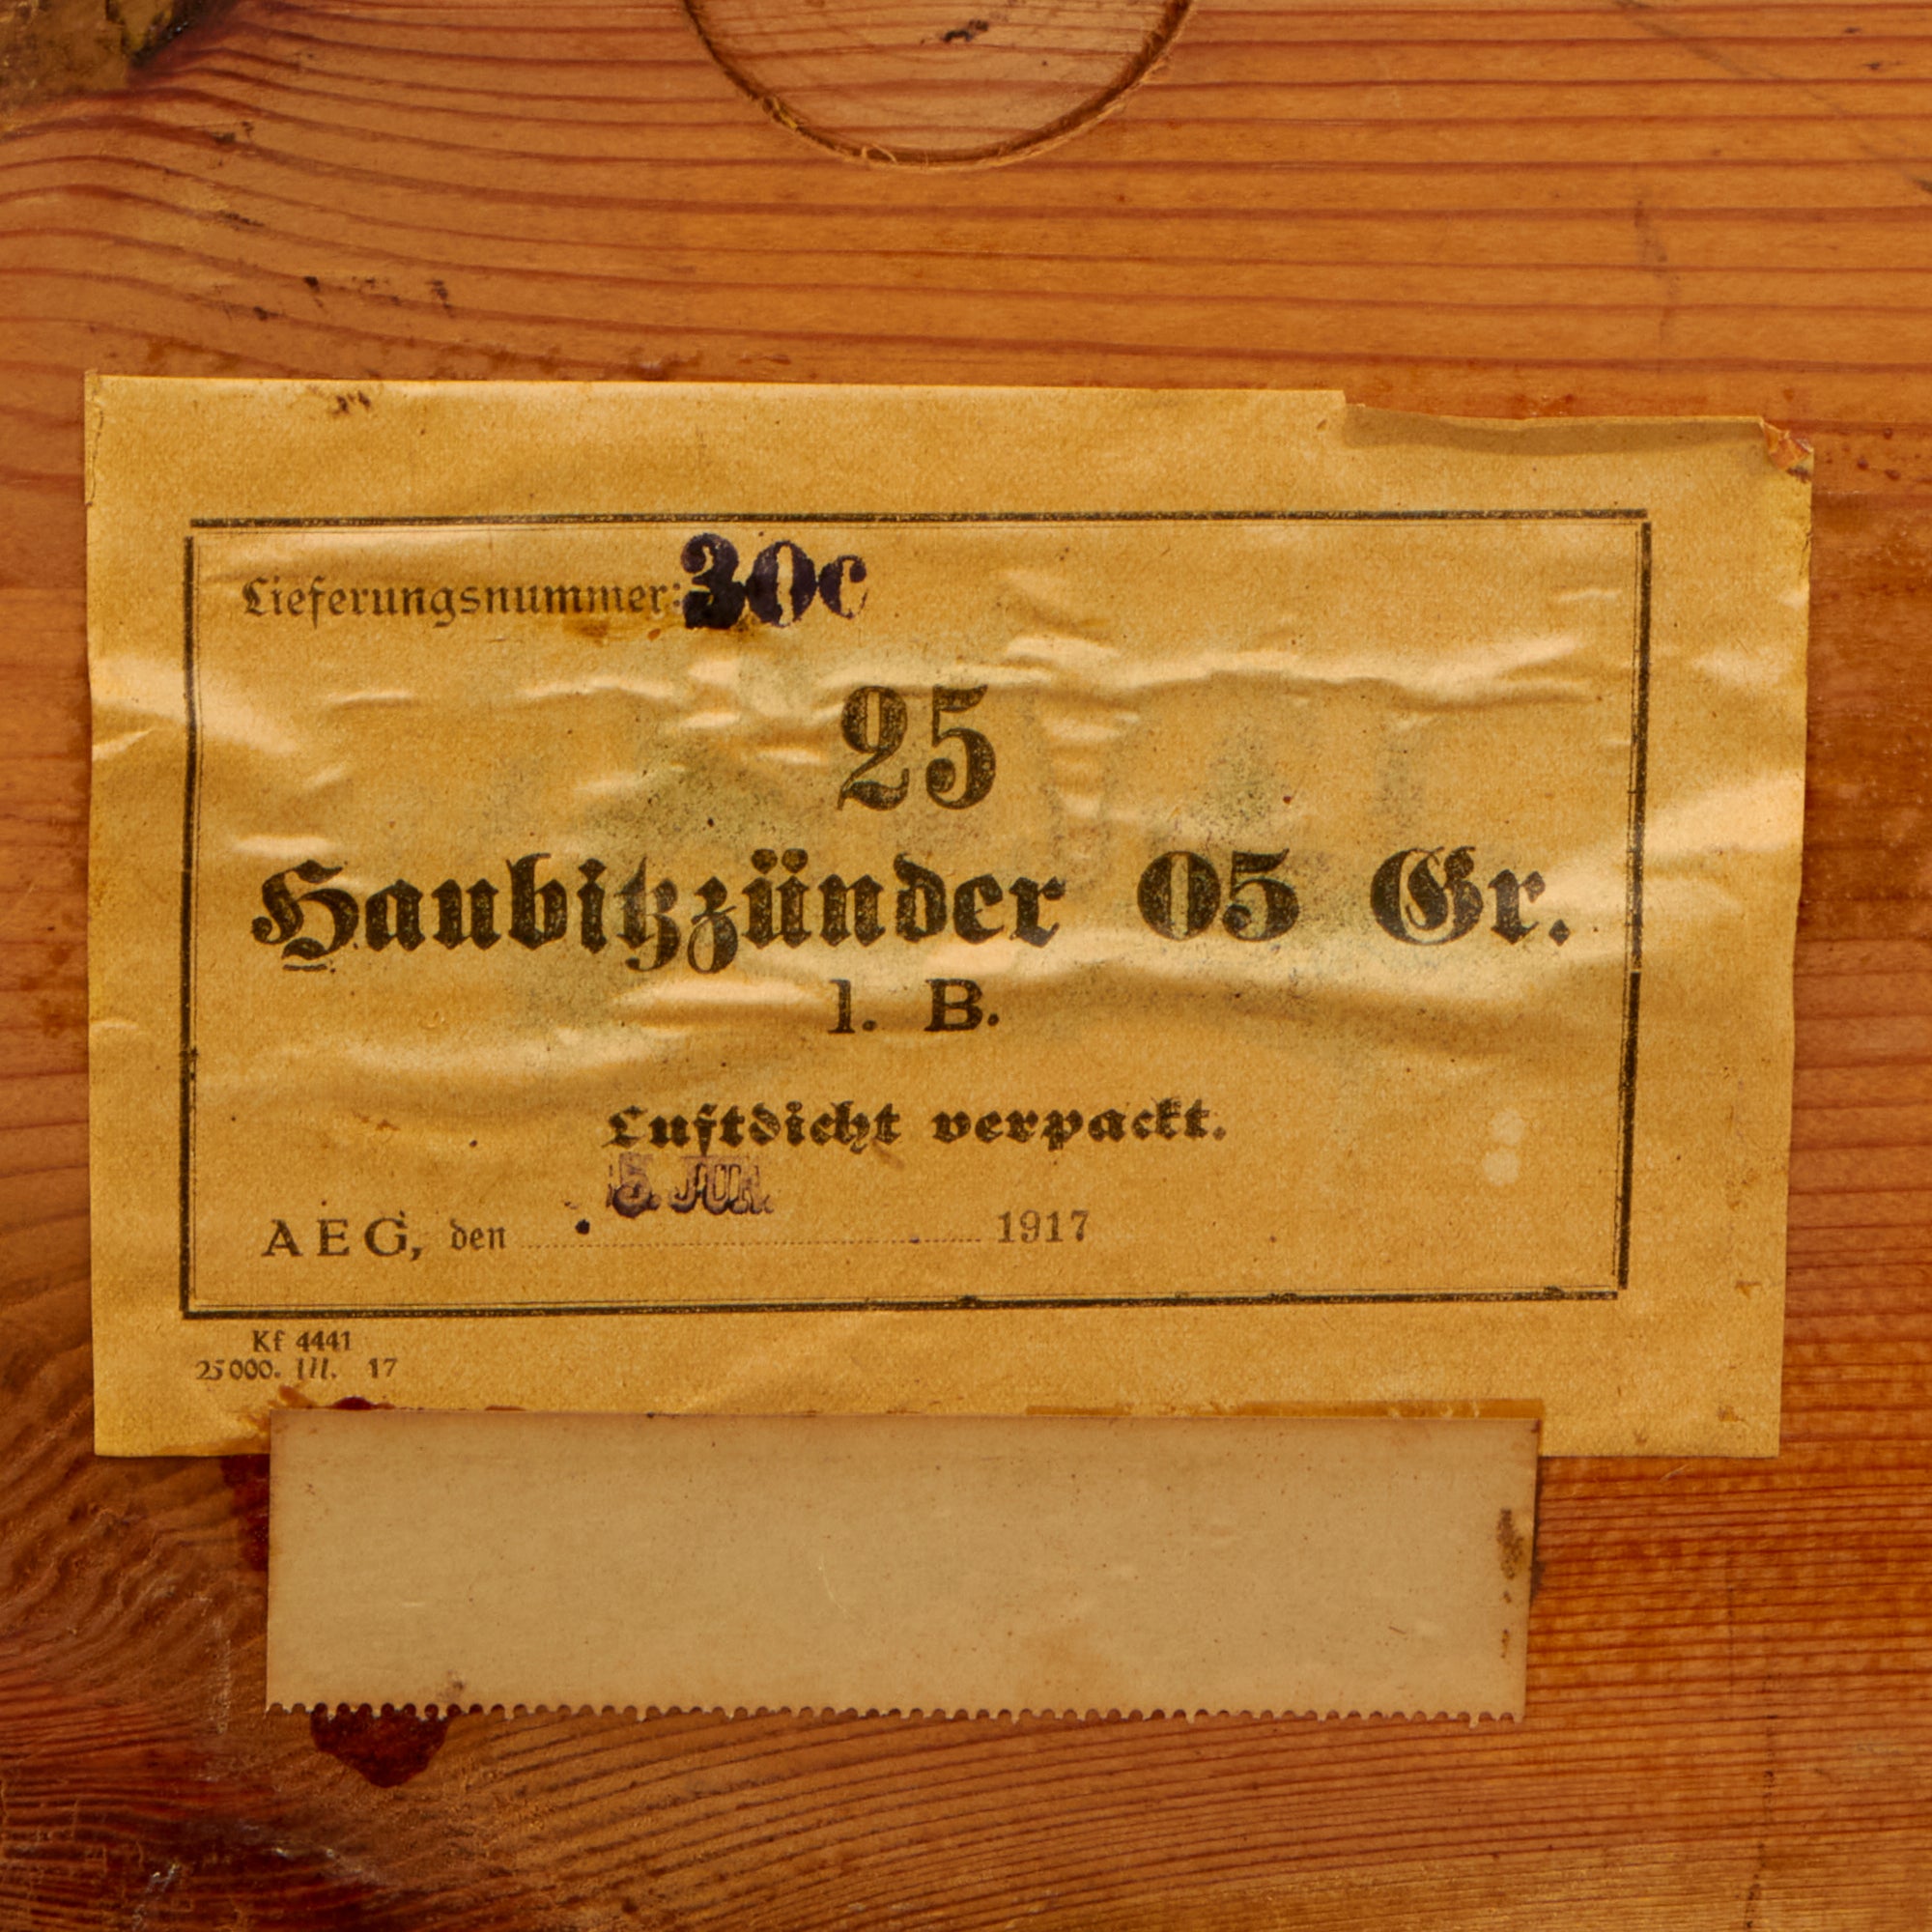 Lieferungsnummer: 30c
25
Haubitzzünder 05 Gr.
1. B.
Luftdicht verpackt.
5. JUN.
AEG, den 1917
Kf 4441
25000. III. 17